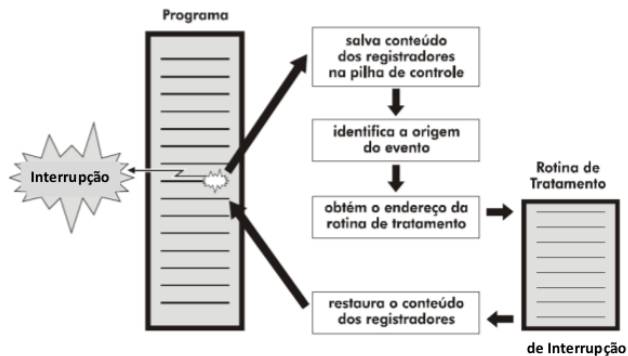 Programa
salva conteúdo
dos registradores
na pilha de controle
identifica a origem
do evento
Interrupção
Rotina de
Tratamento
obtém o endereço da
rotina de tratamento
restaura o conteúdo
dos registradores
de Interrupção